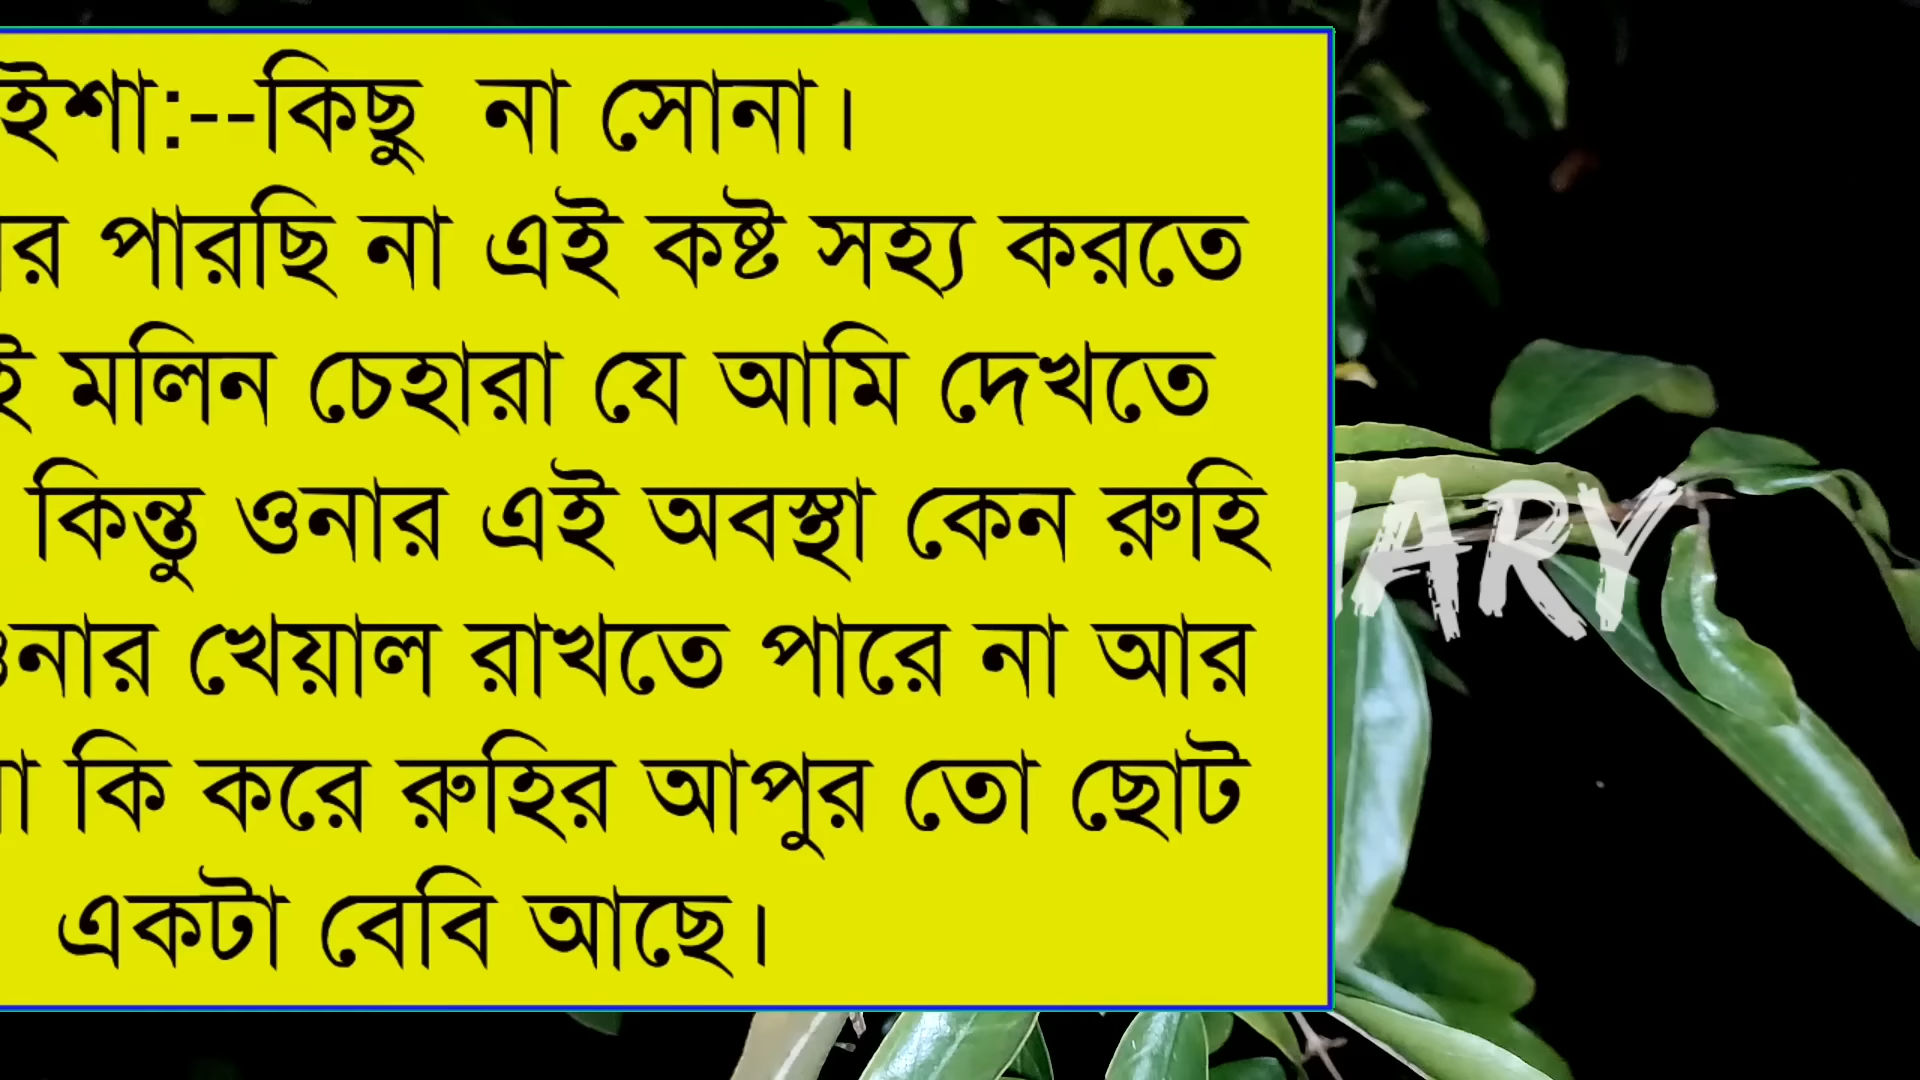 ইশা:--কিছু না সোনা।
পারছি না এই কষ্ট সহ্য করতে
মলিন চেহারা যে আমি দেখতে
কিন্তু ওনার এই অবস্থা কেন রুহি
ওনার খেয়াল রাখতে পারে না আর
কি করে রুহির আপুর তো ছোট
একটা বেবি আছে।
ARY